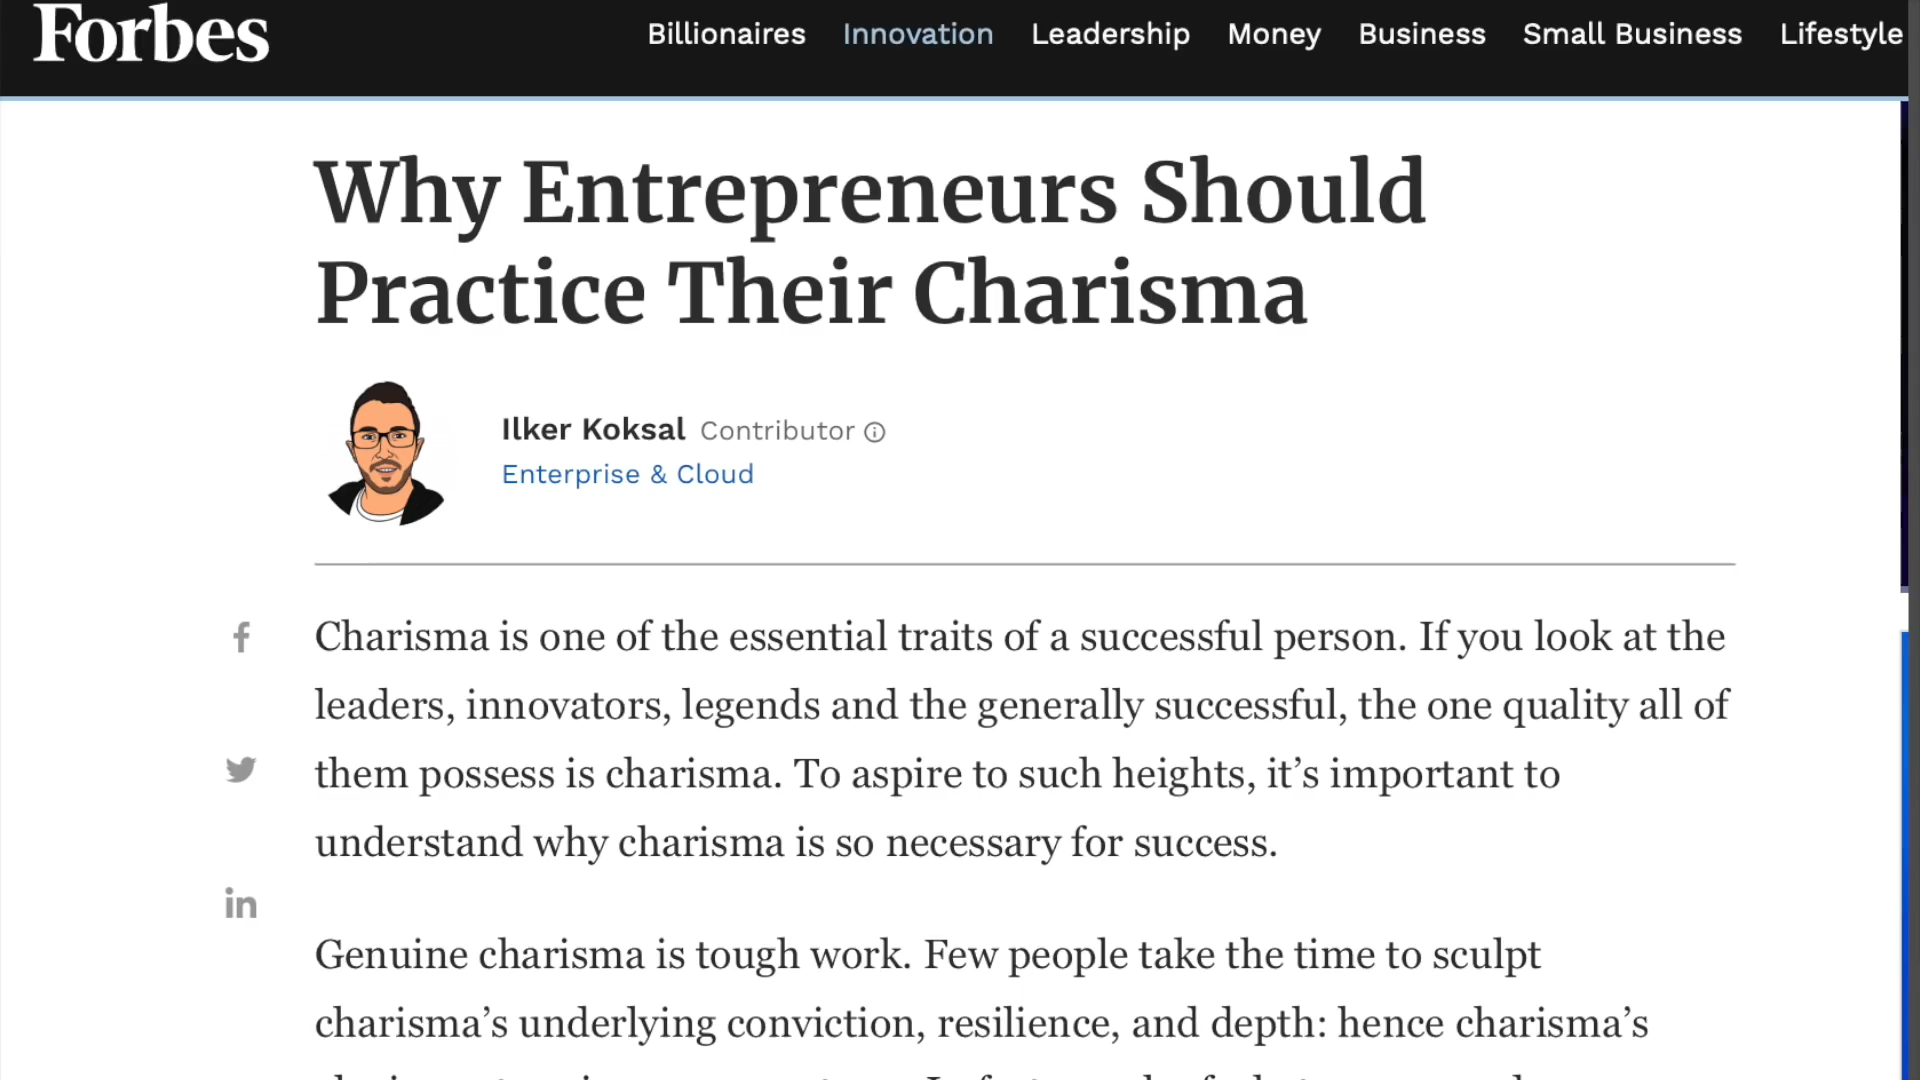 Forbes
Billionaires Innovation Leadership Money Business Small Business Lifestyle
Why Entrepreneurs Should
Practice Their Charisma
Ilker Koksal Contributor
Enterprise & Cloud
Charisma is one of the essential traits of a successful person. If you look at the
leaders, innovators, legends and the generally successful, the one quality all of
them possess is charisma. To aspire to such heights, it’s important to
understand why charisma is so necessary for success.
Genuine charisma is tough work. Few people take the time to sculpt
charisma’s underlying conviction, resilience, and depth: hence charisma’s